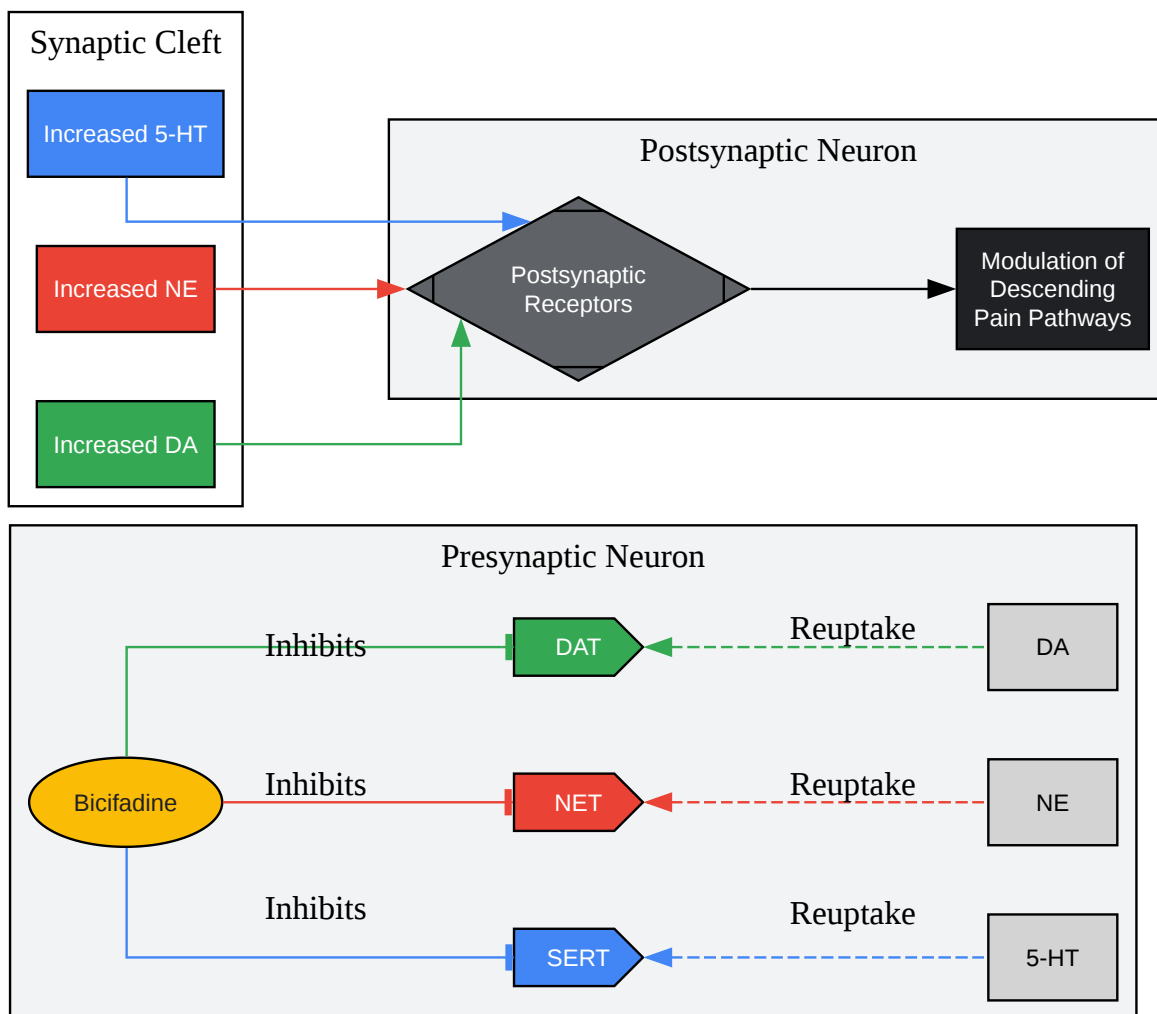 Synaptic Cleft
Increased 5-HT
Increased NE
Increased DA
Postsynaptic Neuron
Postsynaptic
Receptors
Modulation of
Descending
Pain Pathways
Presynaptic Neuron
Inhibits
DAT
Reuptake
DA
Bicifadine
Inhibits
NET
Reuptake
NE
Inhibits
SERT
Reuptake
5-HT